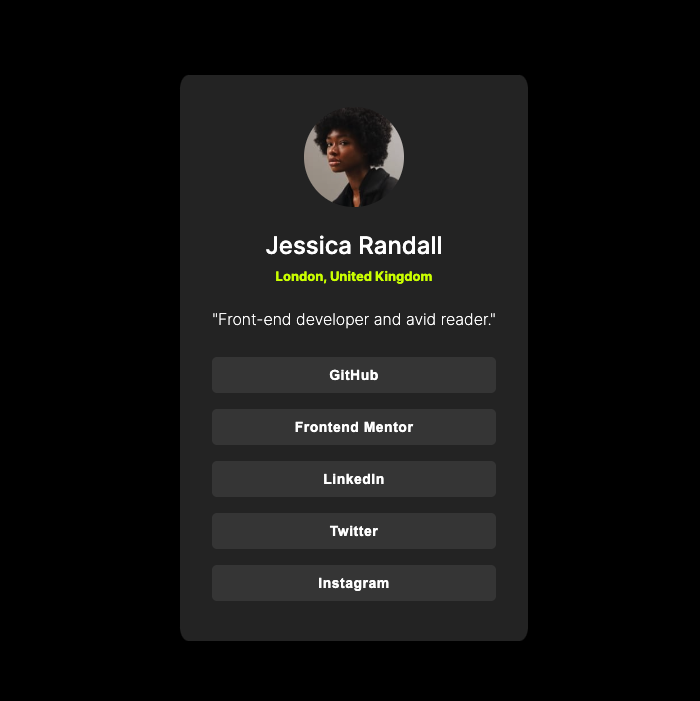 Jessica Randall
London, United Kingdom
"Front-end developer and avid reader."
GitHub
Frontend Mentor
LinkedIn
Twitter
Instagram